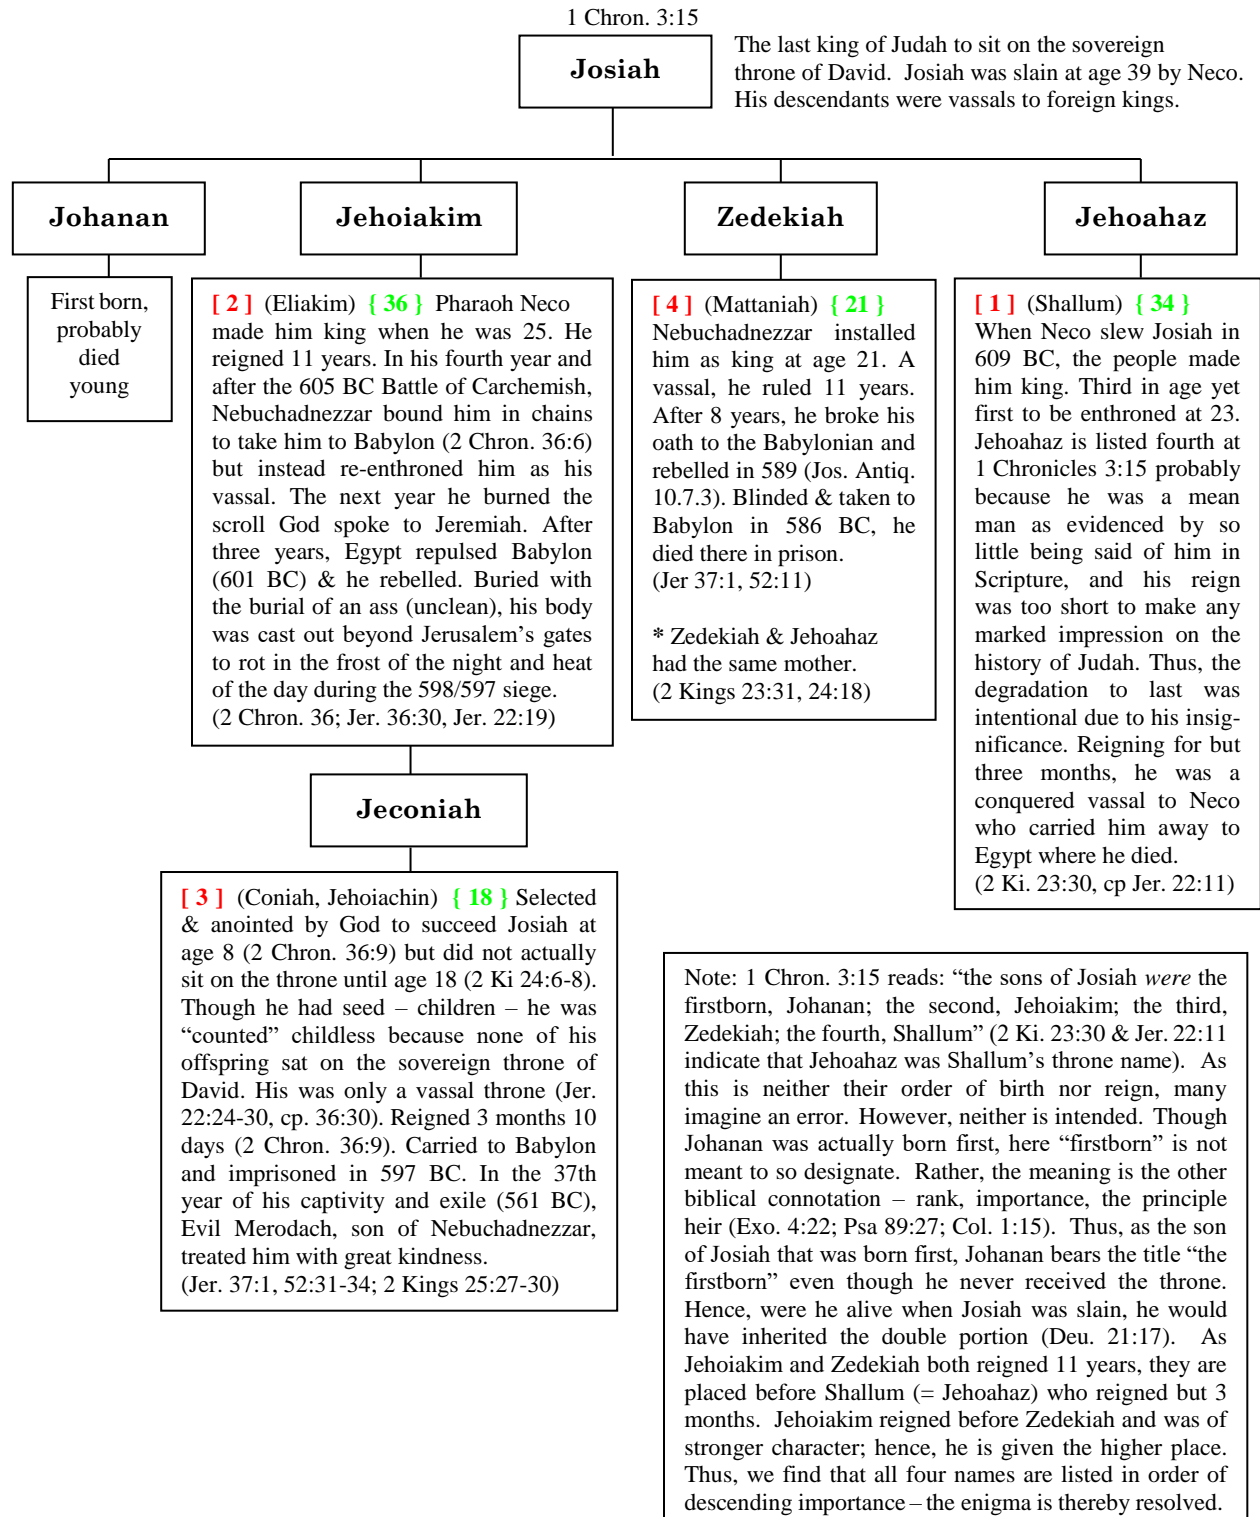 1 Chron. 3:15
Josiah
The last king of Judah to sit on the sovereign
throne of David. Josiah was slain at age 39 by Neco.
His descendants were vassals to foreign kings.
Johanan
First born,
probably
died
young
Jehoiakim
[ 2 ] (Eliakim) { 36 } Pharaoh Neco
made him king when he was 25. He
reigned 11 years. In his fourth year and
after the 605 BC Battle of Carchemish,
Nebuchadnezzar bound him in chains
to take him to Babylon (2 Chron. 36:6)
but instead re-enthroned him as his
vassal. The next year he burned the
scroll God spoke to Jeremiah. After
three years, Egypt repulsed Babylon
(601 BC) & he rebelled. Buried with
the burial of an ass (unclean), his body
was cast out beyond Jerusalem’s gates
to rot in the frost of the night and heat
of the day during the 598/597 siege.
(2 Chron. 36; Jer. 36:30, Jer. 22:19)
Zedekiah
[ 4 ] (Mattaniah) { 21 }
Nebuchadnezzar installed
him as king at age 21. A
vassal, he ruled 11 years.
After 8 years, he broke his
oath to the Babylonian and
rebelled in 589 (Jos. Antiq.
10.7.3). Blinded & taken to
Babylon in 586 BC, he
died there in prison.
(Jer 37:1, 52:11)
* Zedekiah & Jehoahaz
had the same mother.
(2 Kings 23:31, 24:18)
Jehoahaz
[ 1 ] (Shallum) { 34 }
When Neco slew Josiah in
609 BC, the people made
him king. Third in age yet
first to be enthroned at 23.
Jehoahaz is listed fourth at
1 Chronicles 3:15 probably
because he was a mean
man as evidenced by so
little being said of him in
Scripture, and his reign
was too short to make any
marked impression on the
history of Judah. Thus, the
degradation to last was
intentional due to his insig-
nificance. Reigning for but
three months, he was a
conquered vassal to Neco
who carried him away to
Egypt where he died.
(2 Ki. 23:30, cp Jer. 22:11)
Jeconiah
[ 3 ] (Coniah, Jehoiachin) { 18 } Selected
& anointed by God to succeed Josiah at
age 8 (2 Chron. 36:9) but did not actually
sit on the throne until age 18 (2 Ki 24:6-8).
Though he had seed – children – he was
“counted” childless because none of his
offspring sat on the sovereign throne of
David. His was only a vassal throne (Jer.
22:24-30, cp. 36:30). Reigned 3 months 10
days (2 Chron. 36:9). Carried to Babylon
and imprisoned in 597 BC. In the 37th
year of his captivity and exile (561 BC),
Evil Merodach, son of Nebuchadnezzar,
treated him with great kindness.
(Jer. 37:1, 52:31-34; 2 Kings 25:27-30)
Note: 1 Chron. 3:15 reads: “the sons of Josiah were the
firstborn, Johanan; the second, Jehoiakim; the third,
Zedekiah; the fourth, Shallum” (2 Ki. 23:30 & Jer. 22:11
indicate that Jehoahaz was Shallum’s throne name). As
this is neither their order of birth nor reign, many
imagine an error. However, neither is intended. Though
Johanan was actually born first, here “firstborn” is not
meant to so designate. Rather, the meaning is the other
biblical connotation – rank, importance, the principle
heir (Exo. 4:22; Psa 89:27; Col. 1:15). Thus, as the son
of Josiah that was born first, Johanan bears the title “the
firstborn” even though he never received the throne.
Hence, were he alive when Josiah was slain, he would
have inherited the double portion (Deu. 21:17). As
Jehoiakim and Zedekiah both reigned 11 years, they are
placed before Shallum (= Jehoahaz) who reigned but 3
months. Jehoiakim reigned before Zedekiah and was of
stronger character; hence, he is given the higher place.
Thus, we find that all four names are listed in order of
descending importance – the enigma is thereby resolved.